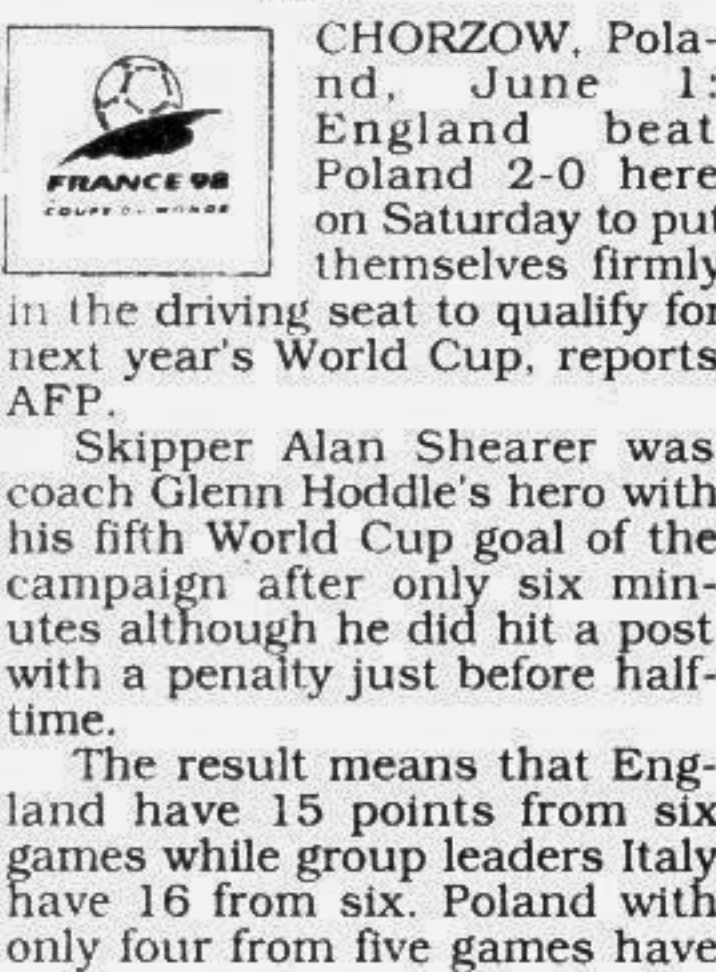 FRANCE 98
COUPE DU MONDE
CHORZOW, Pola-
nd, June 1:
England beat
Poland 2-0 here
on Saturday to put
themselves firmly
in the driving seat to qualify for
next year's World Cup, reports
AFP.
Skipper Alan Shearer was
coach Glenn Hoddle's hero with
his fifth World Cup goal of the
campaign after only six min-
utes although he did hit a post
with a penalty just before half-
time.
The result means that Eng-
land have 15 points from six
games while group leaders Italy
have 16 from six. Poland with
only four from five games have